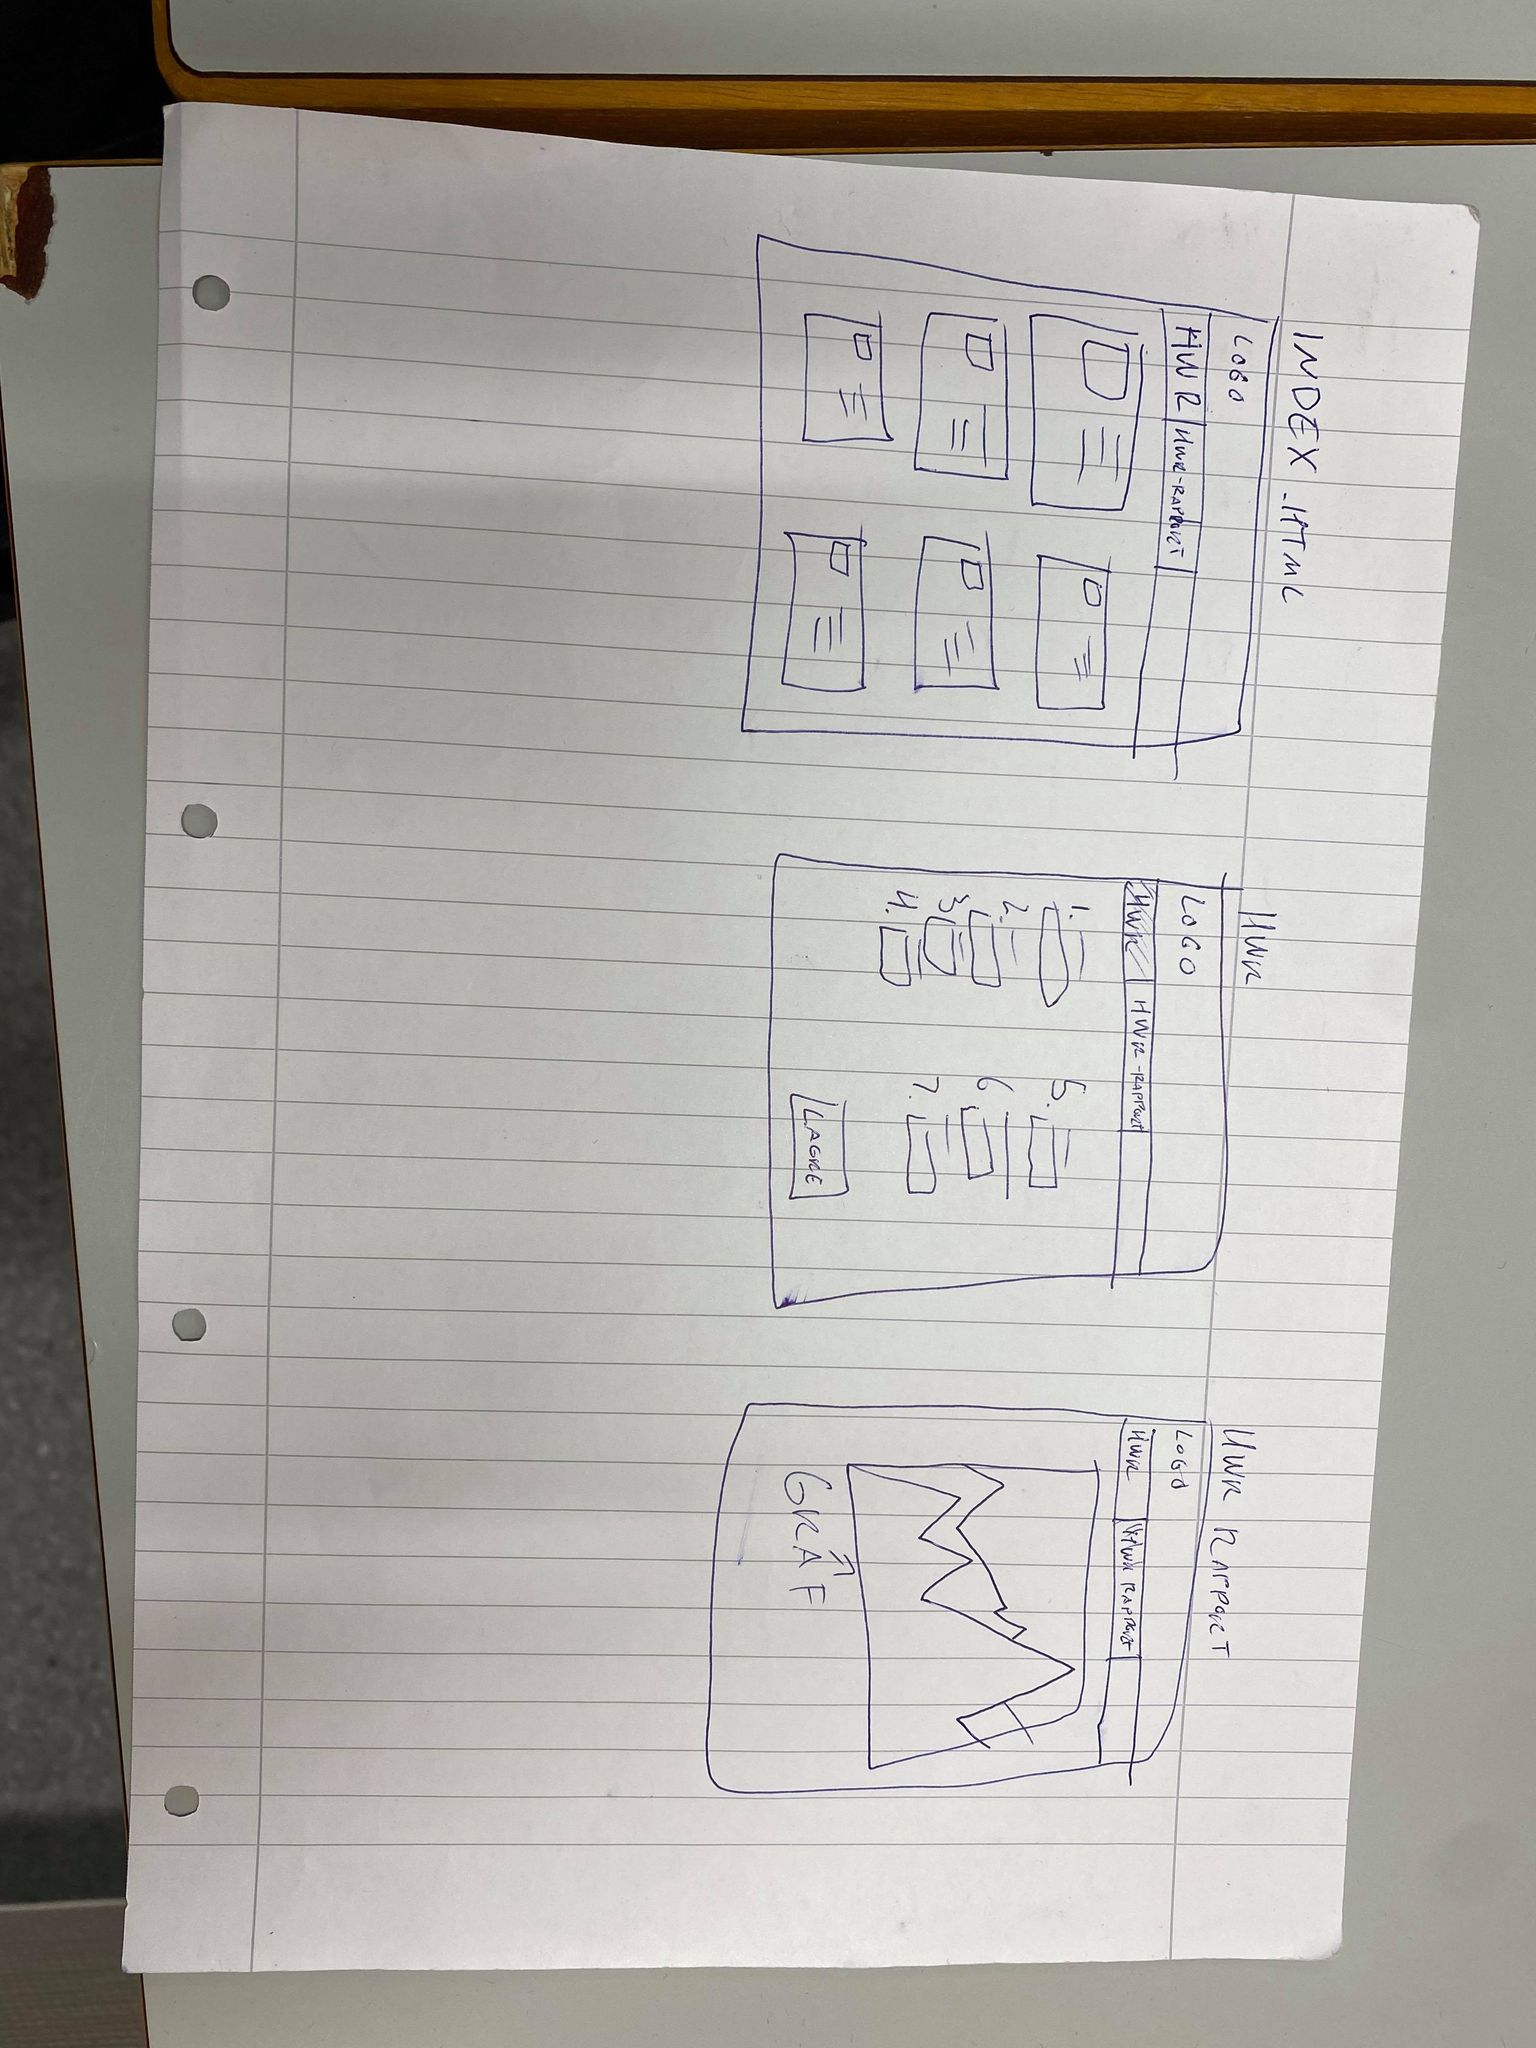 INDEX.HTML
LOGO
HWR HWR-RAPPORT
HWR
LOGO
HWR HWR-RAPPORT
1.
2.
3.
4.
5.
6
7.
LAGRE
HWR RAPPORT
LOGO
HWR HWR RAPPORT
GRAF